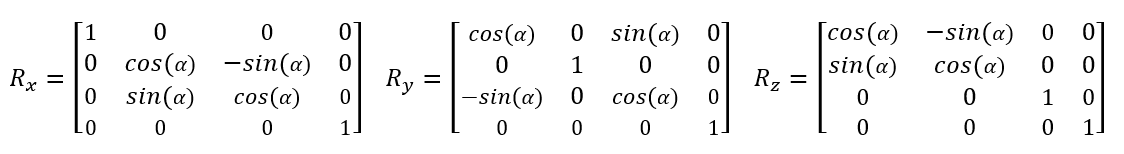 R_x = [1 0 0 0
0 cos(α) −sin(α) 0
0 sin(α) cos(α) 0
0 0 0 1]
R_y = [cos(α) 0 sin(α) 0
0 1 0 0
−sin(α) 0 cos(α) 0
0 0 0 1]
R_z = [cos(α) −sin(α) 0 0
sin(α) cos(α) 0 0
0 0 1 0
0 0 0 1]